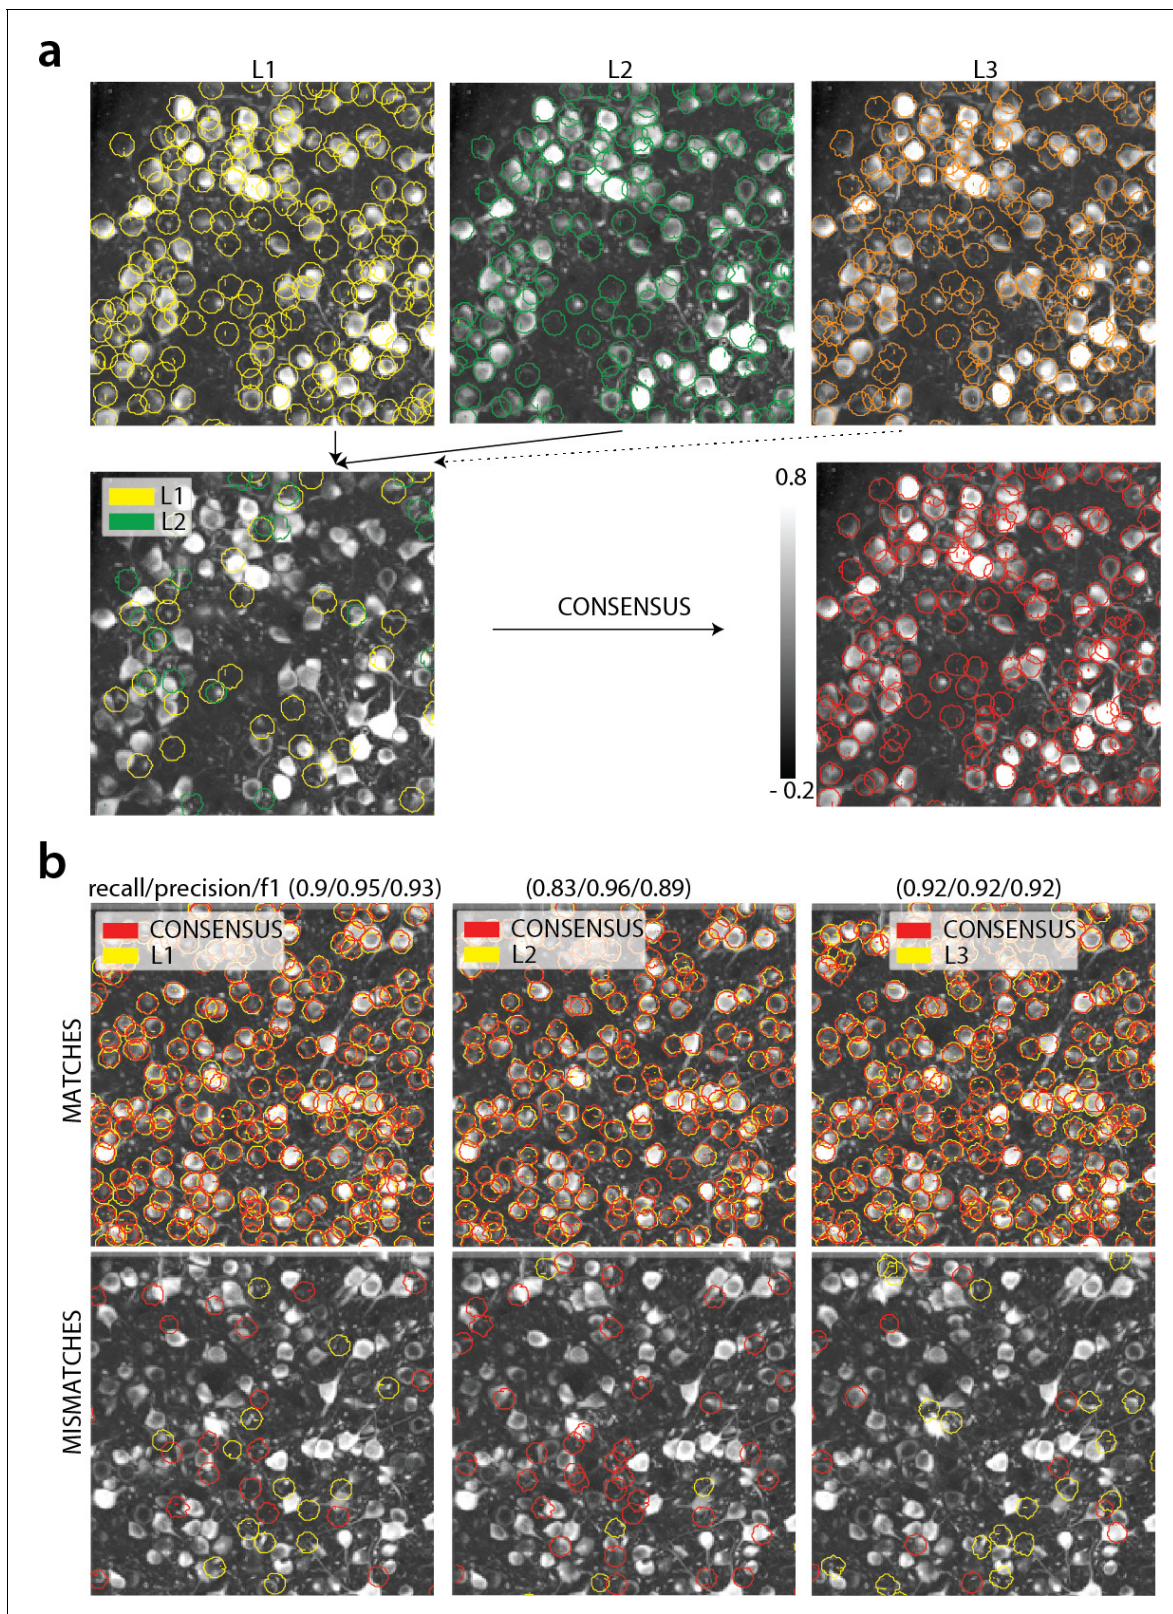 a
L1
L2
L3
L1
L2
CONSENSUS
0.8
- 0.2
b
recall/precision/f1 (0.9/0.95/0.93)
(0.83/0.96/0.89)
(0.92/0.92/0.92)
CONSENSUS
L1
CONSENSUS
L2
CONSENSUS
L3
MATCHES
MISMATCHES